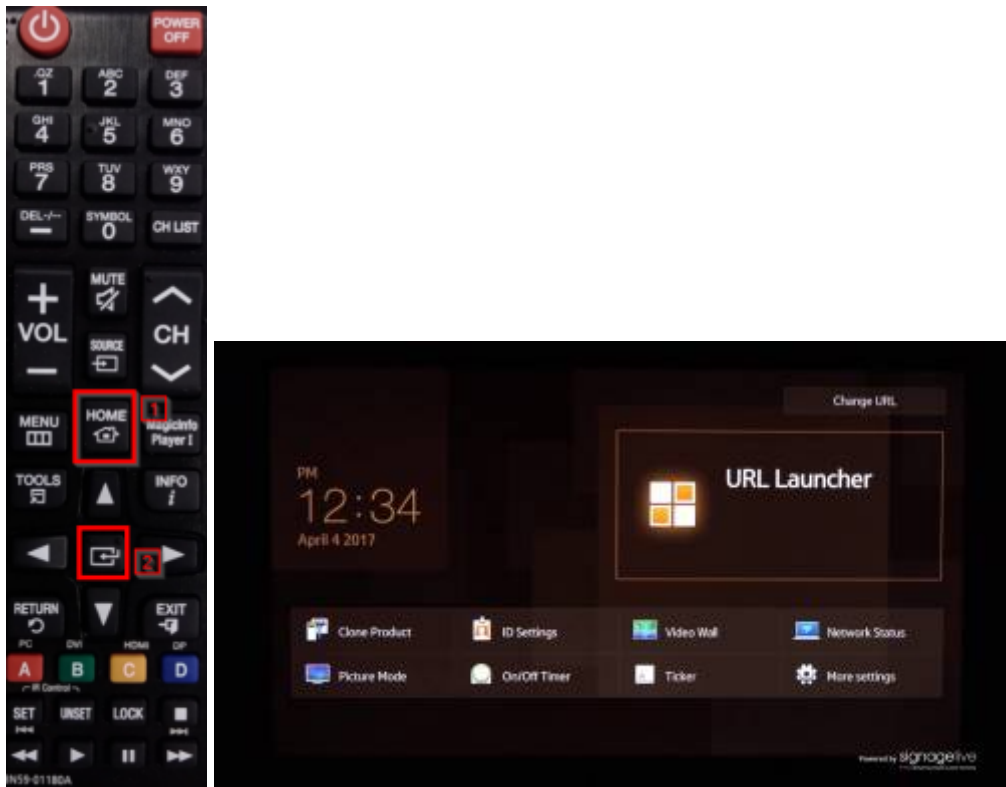 POWER
OFF
.QZ ABC DEF
1 2 3
GHI JKL MNO
4 5 6
PRS TUV WXY
7 8 9
DEL-/-- SYMBOL
0 CH LIST
MUTE
VOL CH
SOURCE
HOME 1
MENU MagicInfo
Player I
TOOLS INFO
i
2
RETURN EXIT
PC DVI HDMI DP
A B C D
IR Control
SET UNSET LOCK
BN59-01180A
Change URL
URL Launcher
PM
12:34
April 4 2017
Clone Product ID Settings Video Wall Network Status
Picture Mode On/Off Timer Ticker More settings
Powered by signagelive